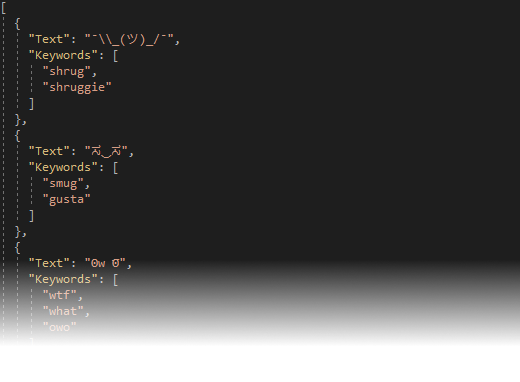 [
{
"Text": "¯\\_(ツ)_/¯",
"Keywords": [
"shrug",
"shruggie"
]
},
{
"Text": "ಸ‿ಸ",
"Keywords": [
"smug",
"gusta"
]
},
{
"Text": "0w 0",
"Keywords": [
"wtf",
"what",
"owo"